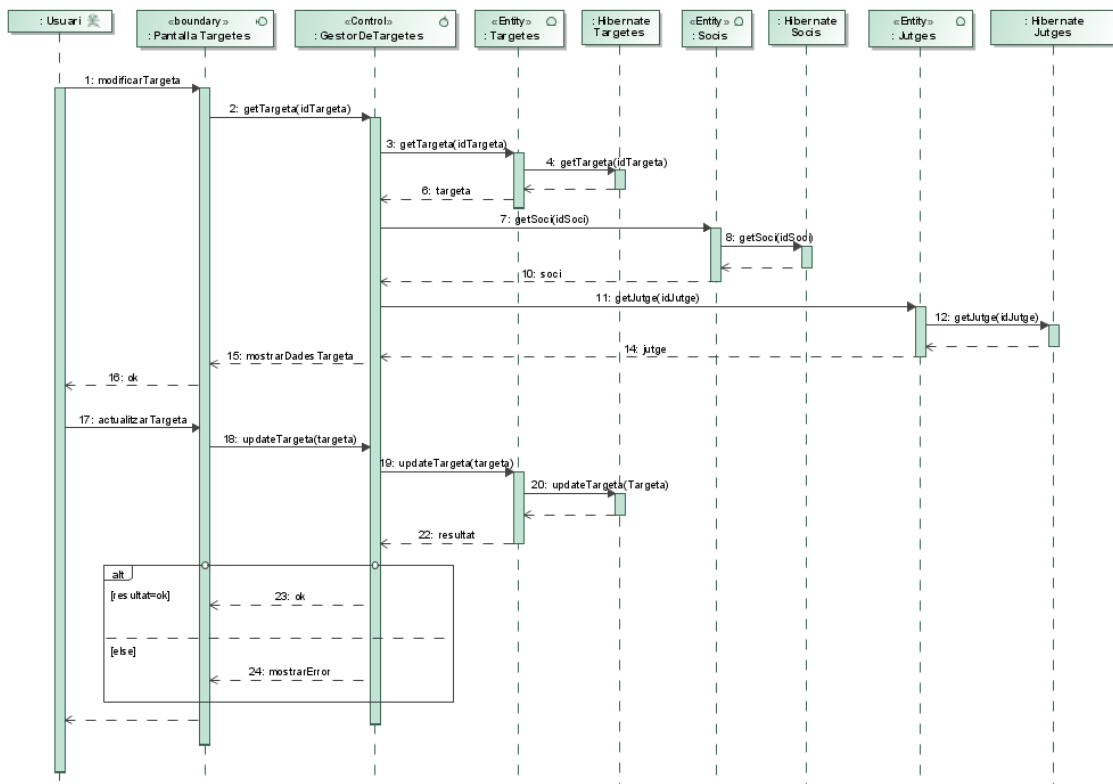 : Usuari
«boundary»
: Pantalla Targetes
«Control»
: GestorDeTargetes
«Entity»
: Targetes
: Hibernate
Targetes
«Entity»
: Socis
: Hibernate
Socis
«Entity»
: Jutges
: Hibernate
Jutges
1: modificarTargeta
2: getTargeta(idTargeta)
3: getTargeta(idTargeta)
4: getTargeta(idTargeta)
6: targeta
7: getSoci(idSoci)
8: getSoci(idSoci)
10: soci
11: getJutge(idJutge)
12: getJutge(idJutge)
14: jutge
15: mostrarDadesTargeta
16: ok
17: actualitzarTargeta
18: updateTargeta(targeta)
19: updateTargeta(targeta)
20: updateTargeta(Targeta)
22: resultat
alt
[resultat=ok]
23: ok
[else]
24: mostrarError